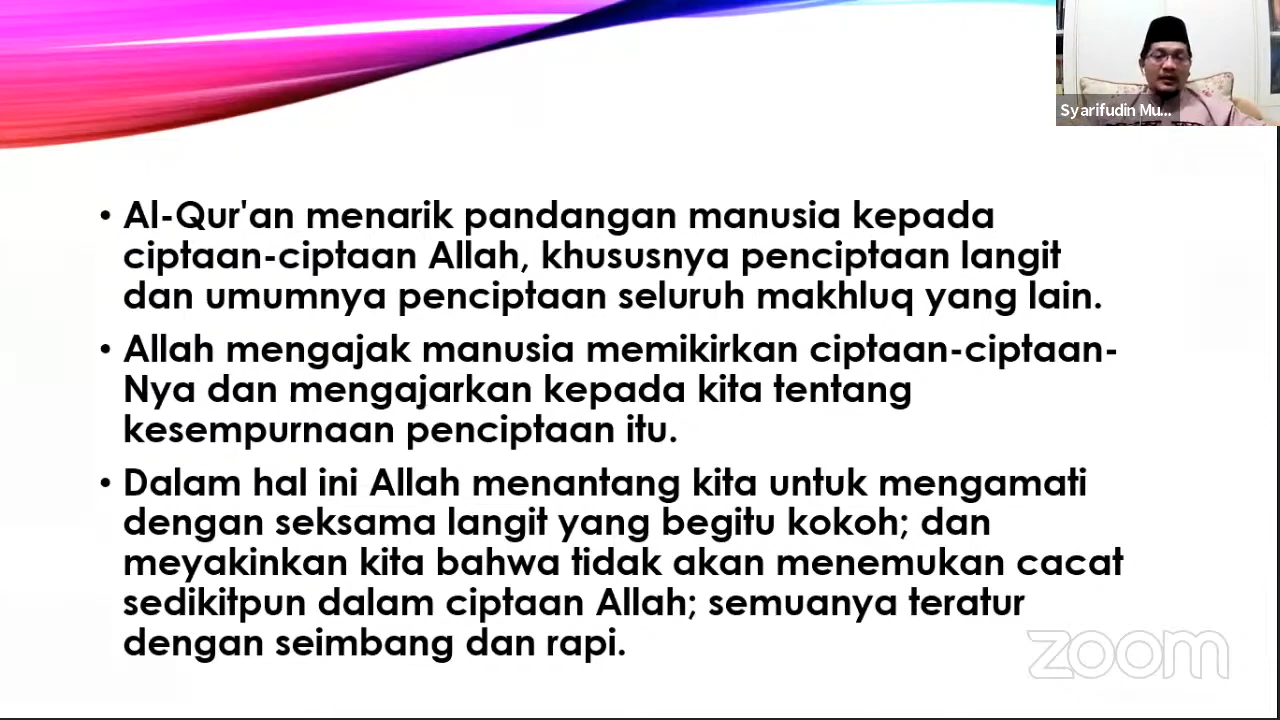 Syarifudin Mu...
• Al-Qur'an menarik pandangan manusia kepada
ciptaan-ciptaan Allah, khususnya penciptaan langit
dan umumnya penciptaan seluruh makhluq yang lain.
• Allah mengajak manusia memikirkan ciptaan-ciptaan-
Nya dan mengajarkan kepada kita tentang
kesempurnaan penciptaan itu.
• Dalam hal ini Allah menantang kita untuk mengamati
dengan seksama langit yang begitu kokoh; dan
meyakinkan kita bahwa tidak akan menemukan cacat
sedikitpun dalam ciptaan Allah; semuanya teratur
dengan seimbang dan rapi.
zoom